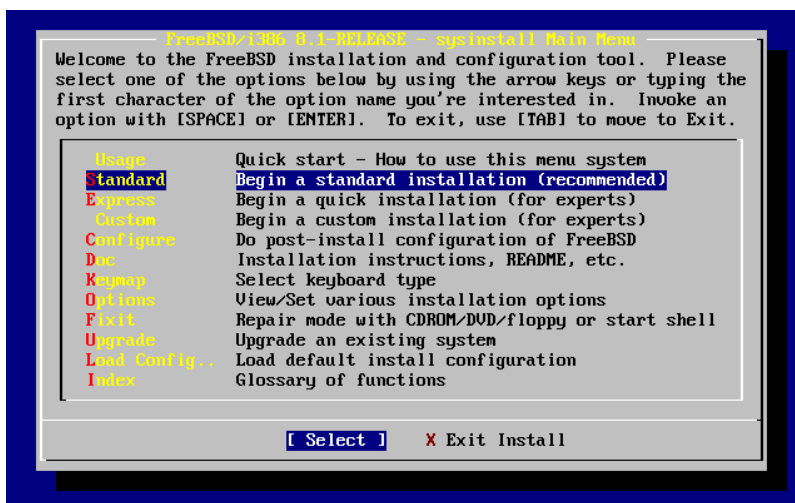 FreeBSD/i386 8.1-RELEASE - sysinstall Main Menu
Welcome to the FreeBSD installation and configuration tool.  Please
select one of the options below by using the arrow keys or typing the
first character of the option name you're interested in.  Invoke an
option with [SPACE] or [ENTER].  To exit, use [TAB] to move to Exit.
Usage Quick start - How to use this menu system
Standard Begin a standard installation (recommended)
Express Begin a quick installation (for experts)
Custom Begin a custom installation (for experts)
Configure Do post-install configuration of FreeBSD
Doc Installation instructions, README, etc.
Keymap Select keyboard type
Options View/Set various installation options
Fixit Repair mode with CDROM/DVD/floppy or start shell
Upgrade Upgrade an existing system
Load Config.. Load default install configuration
Index Glossary of functions
[ Select ] X Exit Install